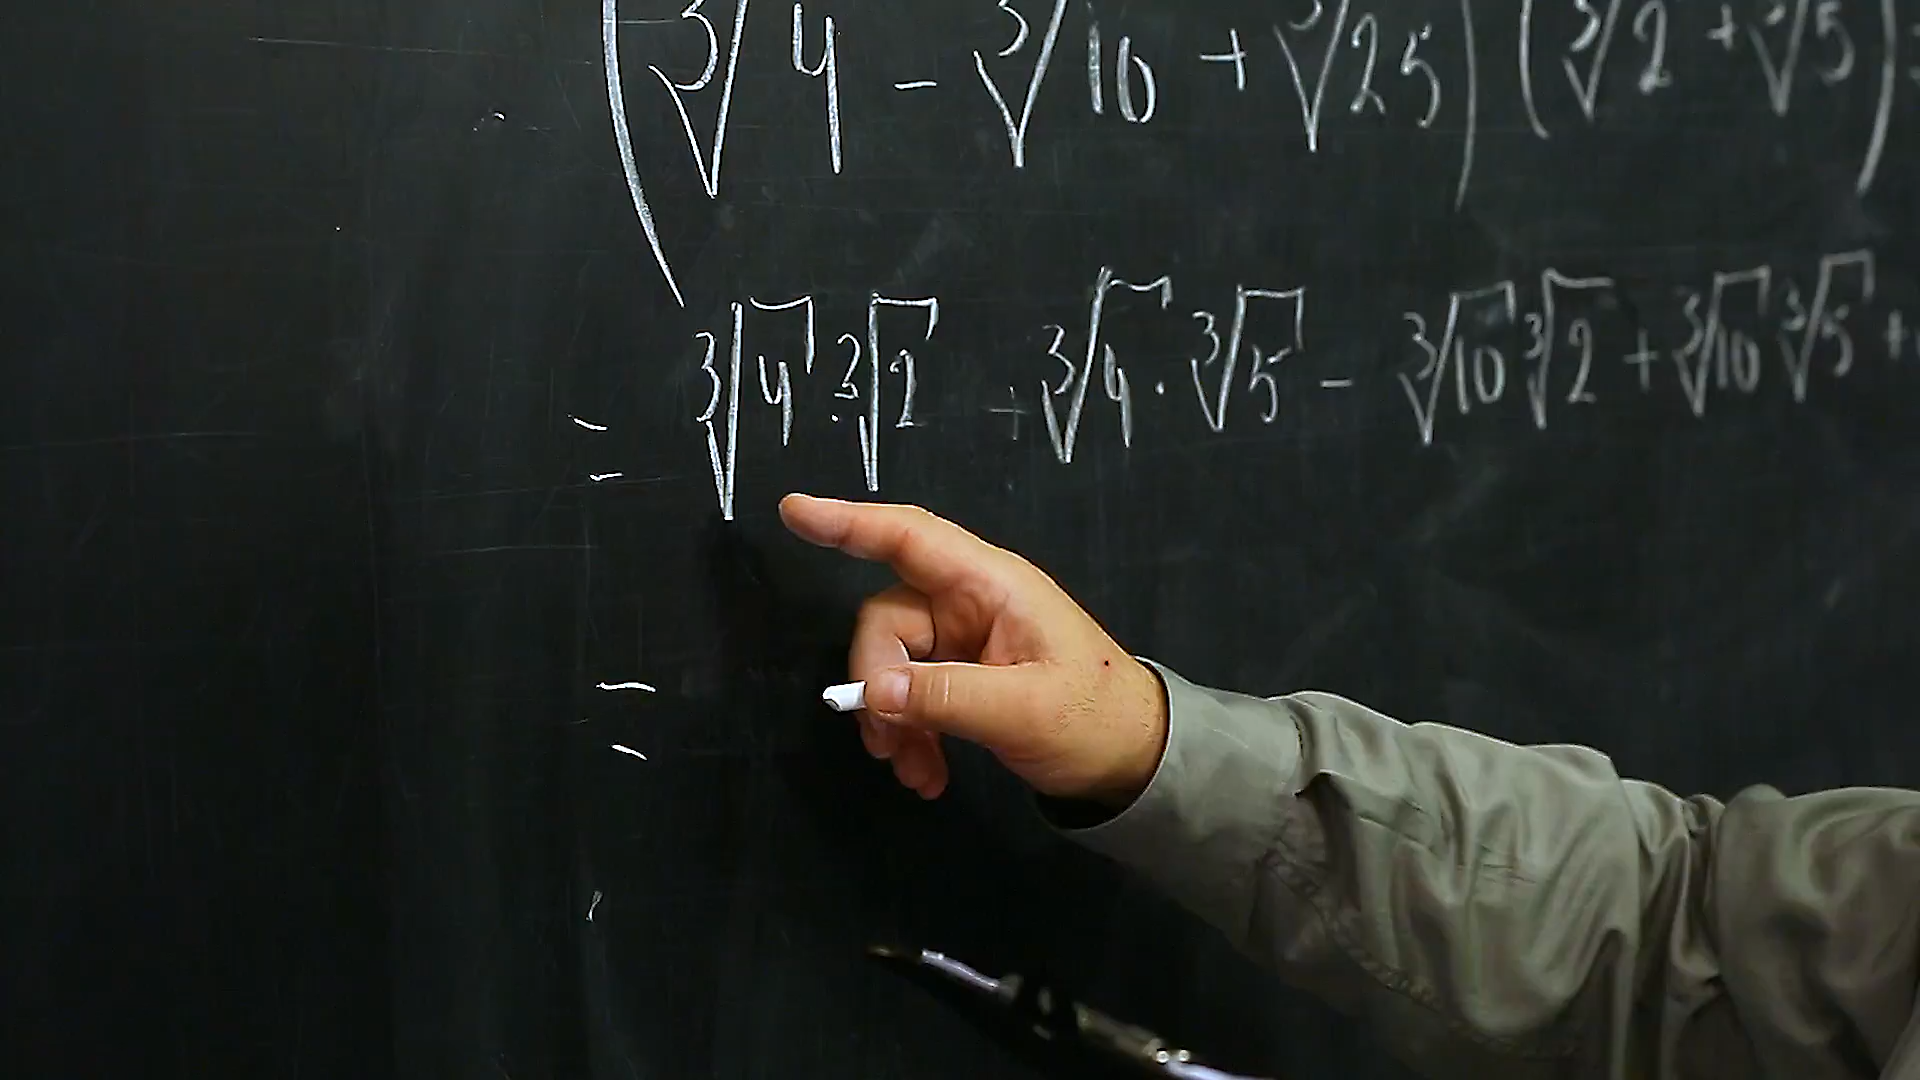 (∛4 - ∛10 + ∛25) (∛2 + ∛5) =
= ∛4 · ∛2 + ∛4 · ∛5 - ∛10 ∛2 + ∛10 ∛5 +
=